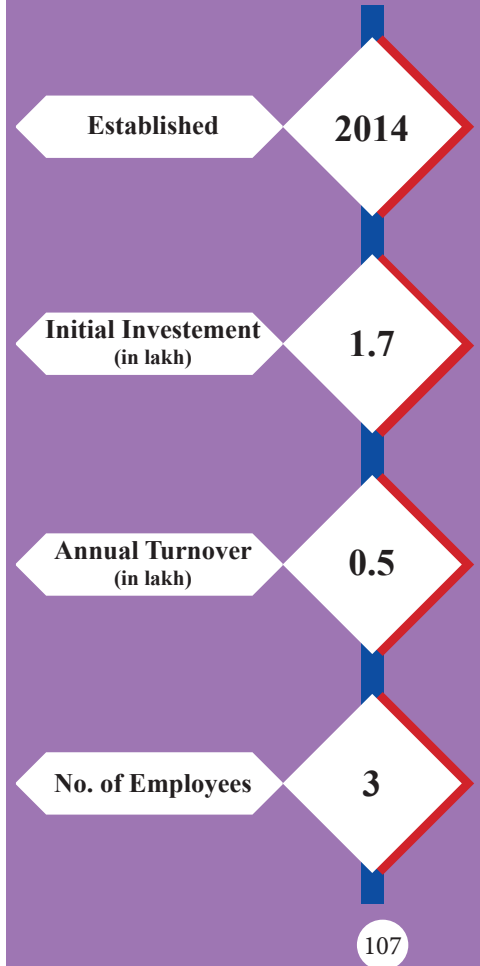 Established
2014
Initial Investement
(in lakh)
1.7
Annual Turnover
(in lakh)
0.5
No. of Employees
3
107